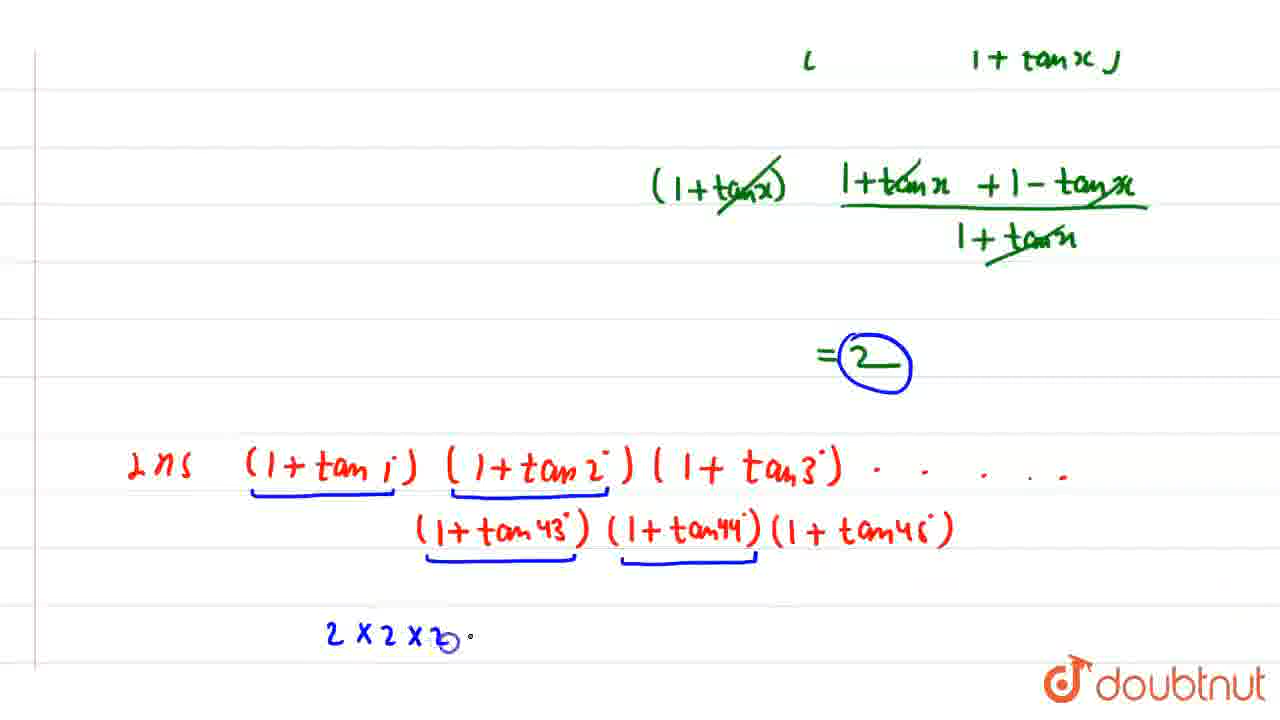 1 + tan x
(1 + tan x) (1 + tan x + 1 - tan x) / (1 + tan x)
= 2
LHS (1 + tan 1°) (1 + tan 2°) (1 + tan 3°) . . . . .
(1 + tan 43°) (1 + tan 44°) (1 + tan 45°)
2 × 2 × 2 .
doubtnut